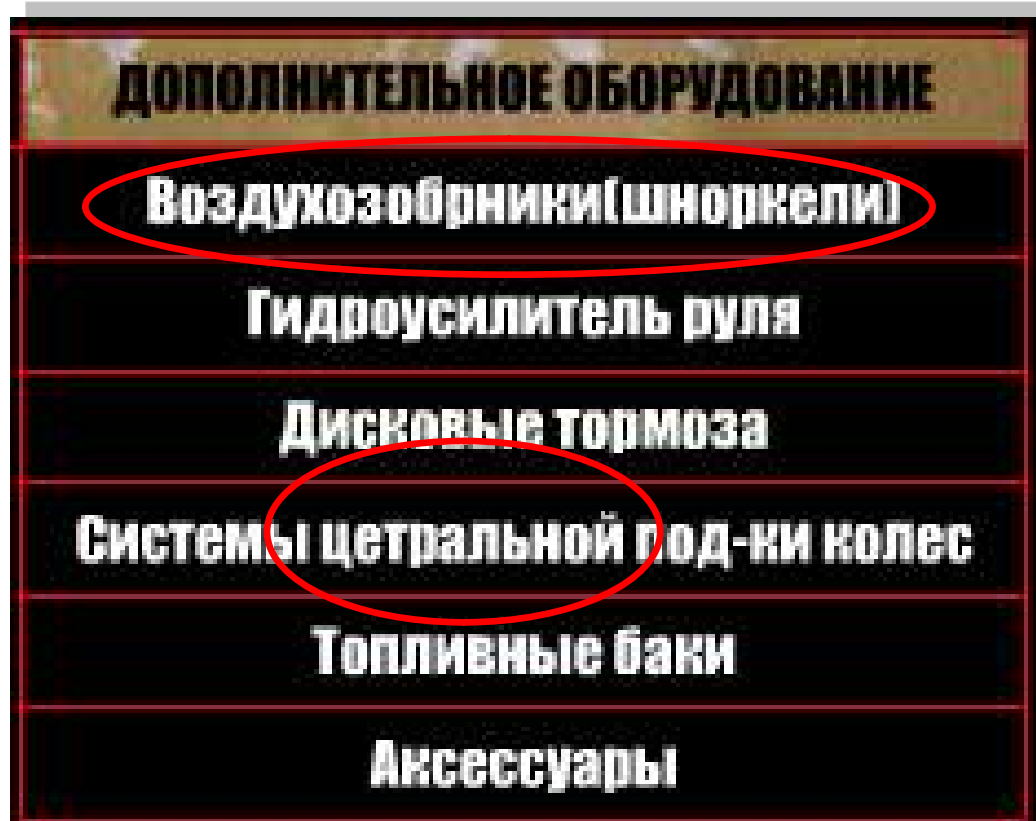 ДОПОЛНИТЕЛЬНОЕ ОБОРУДОВАНИЕ
Воздухозобрники(шноркели)
Гидроусилитель руля
Дисковые тормоза
Системы цетральной под-ки колес
Топливные баки
Аксессуары